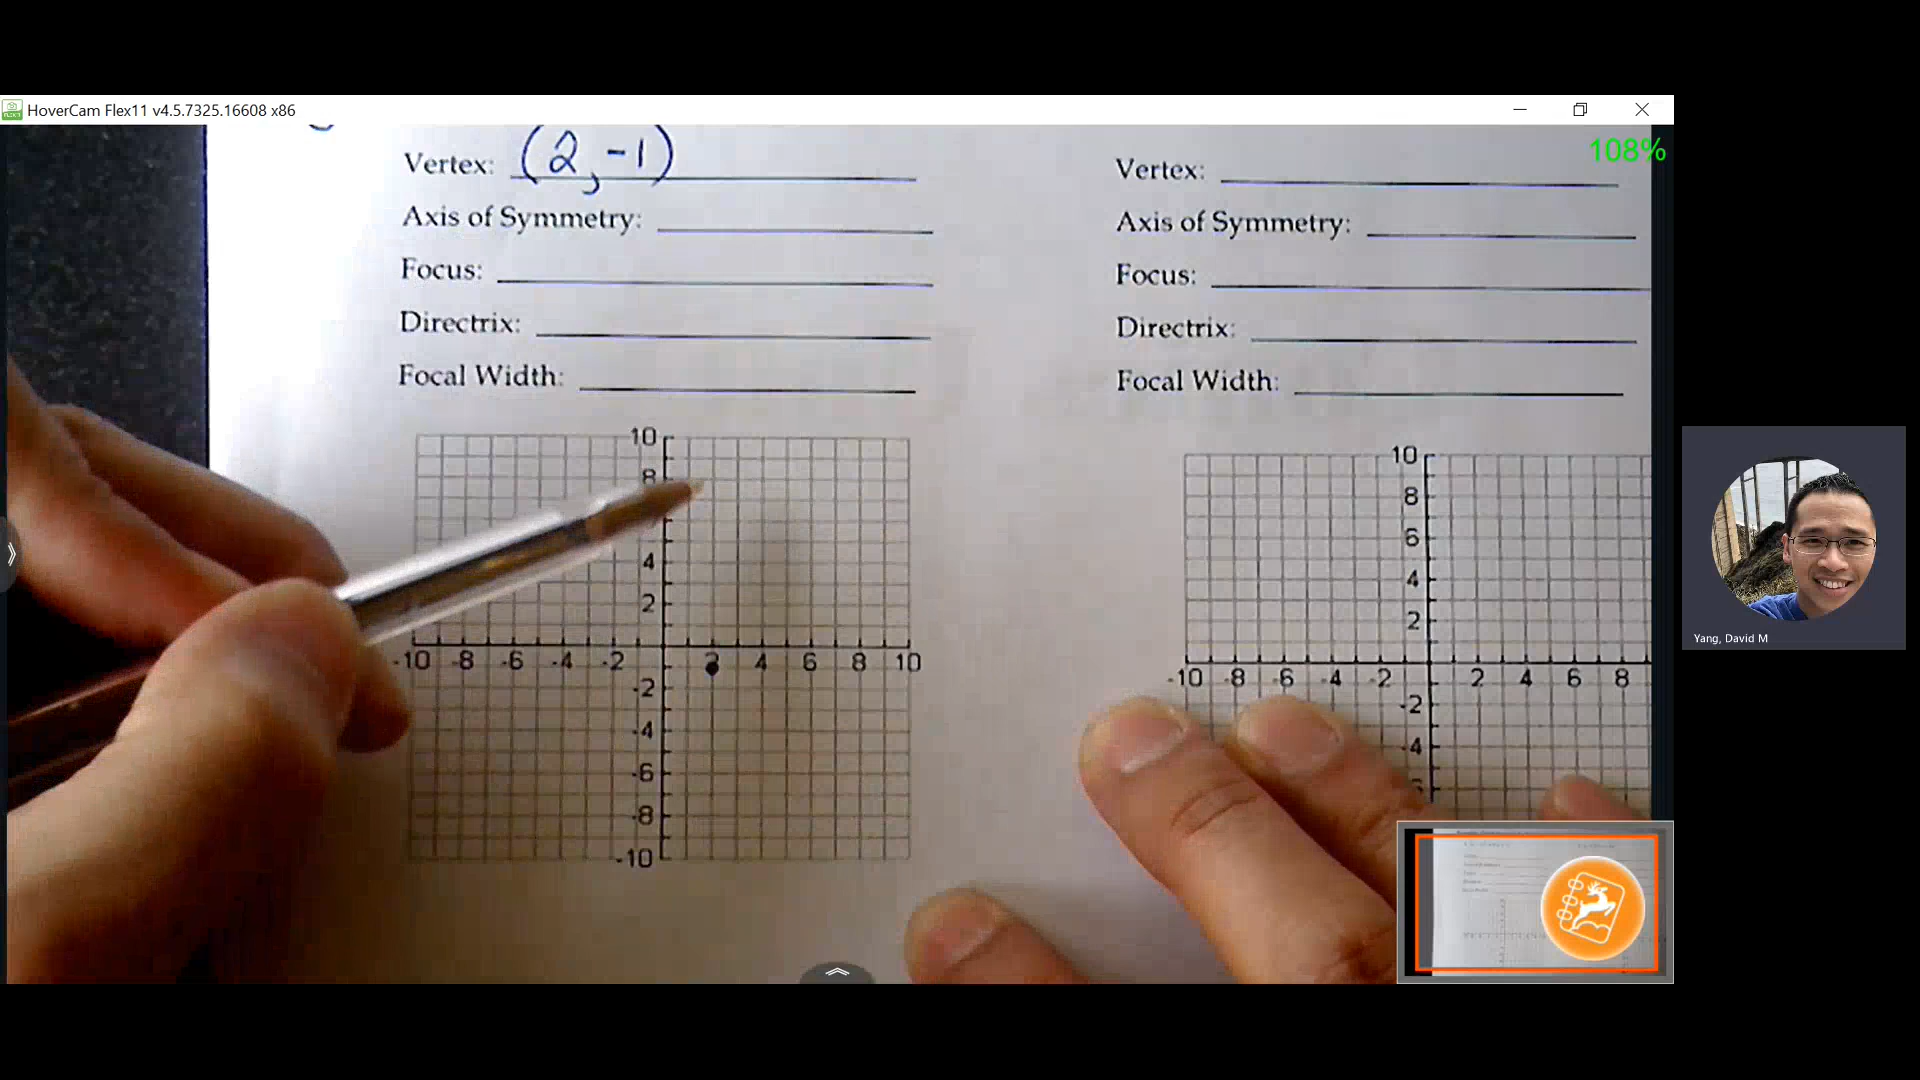 HoverCam Flex11 v4.5.7325.16608 x86
108%
Vertex: (2, -1)
Axis of Symmetry:
Focus:
Directrix:
Focal Width:
10
8
4
2
-10 -8 -6 -4 -2 2 4 6 8 10
-2
-4
-6
-8
-10
Vertex:
Axis of Symmetry:
Focus:
Directrix:
Focal Width:
10
8
6
4
2
-10 -8 -6 -4 -2 2 4 6 8
-2
-4
Yang, David M